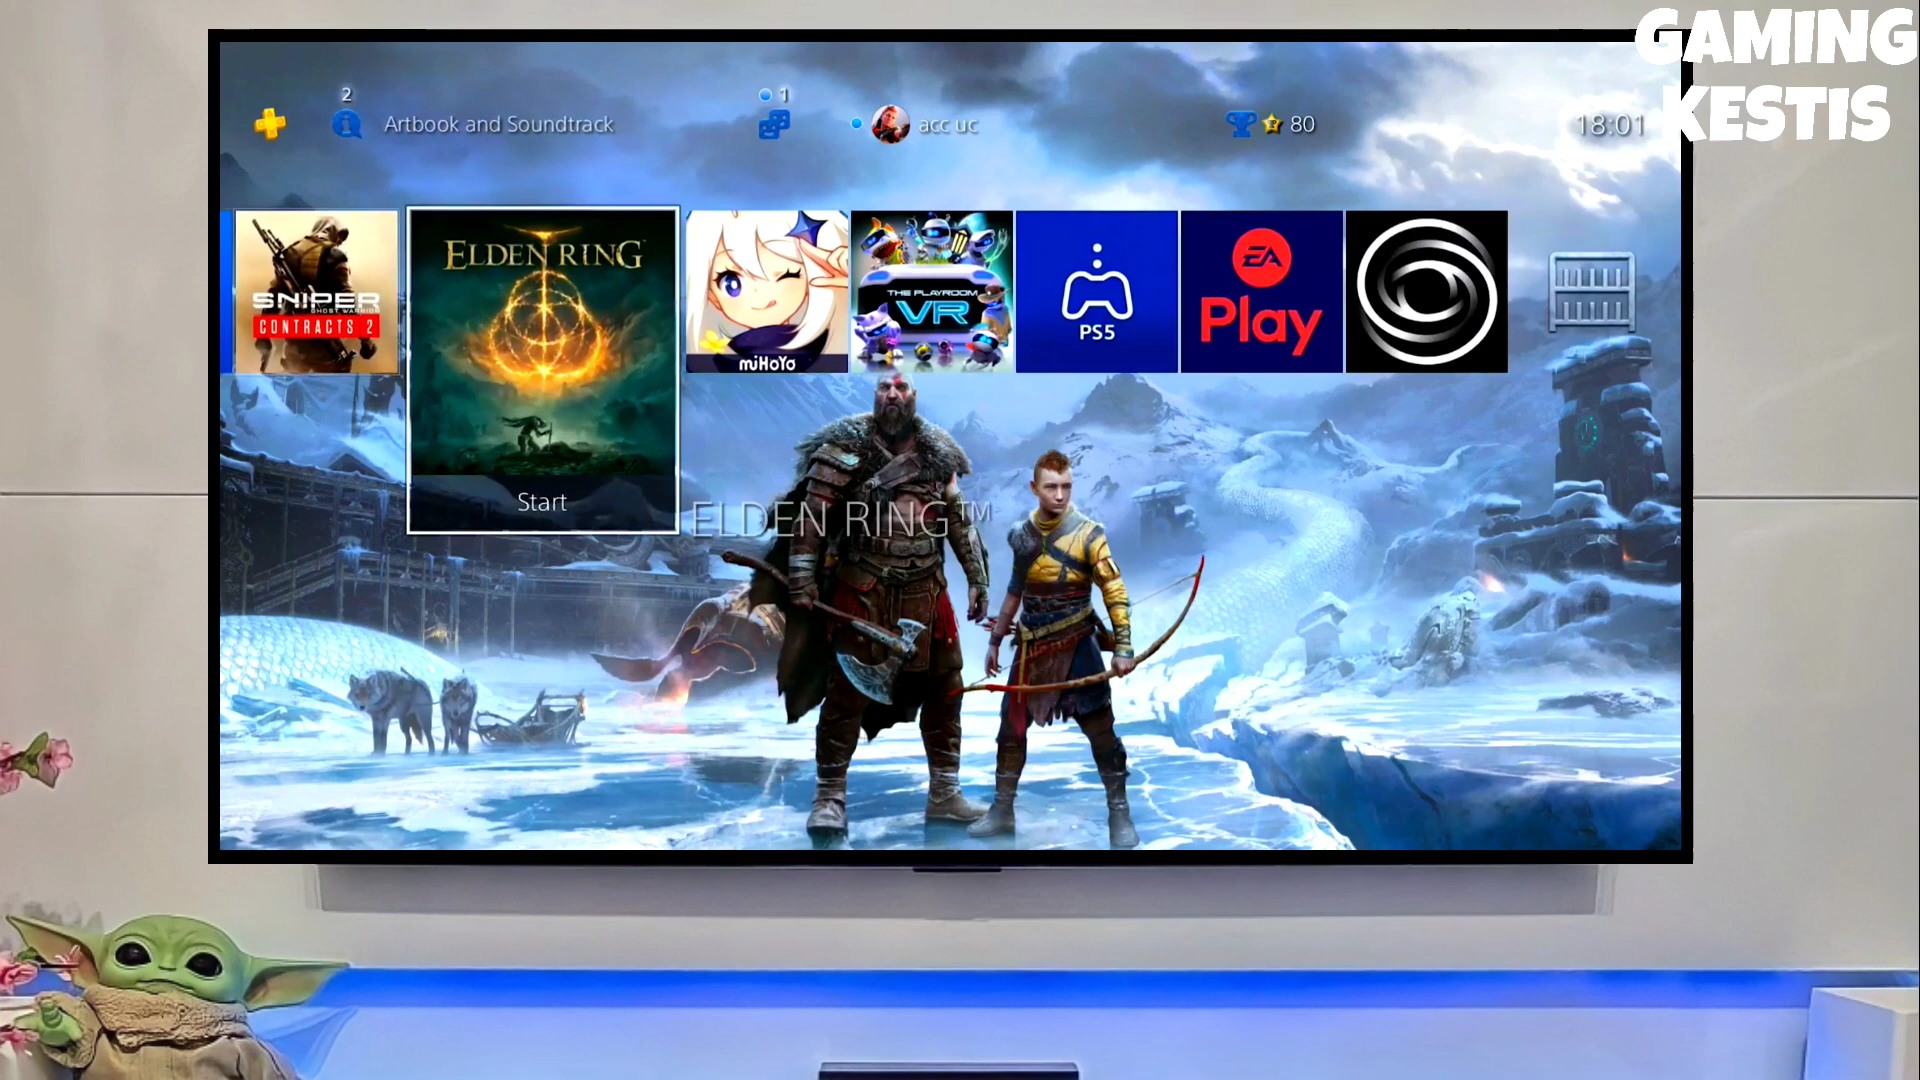 GAMING
KESTIS
2
Artbook and Soundtrack
1
acc uc
80
18:01
SNIPER
GHOST WARRIOR
CONTRACTS 2
ELDEN RING
Start
ELDEN RING™
miHoYo
THE PLAYROOM
VR
PS5
EA
Play